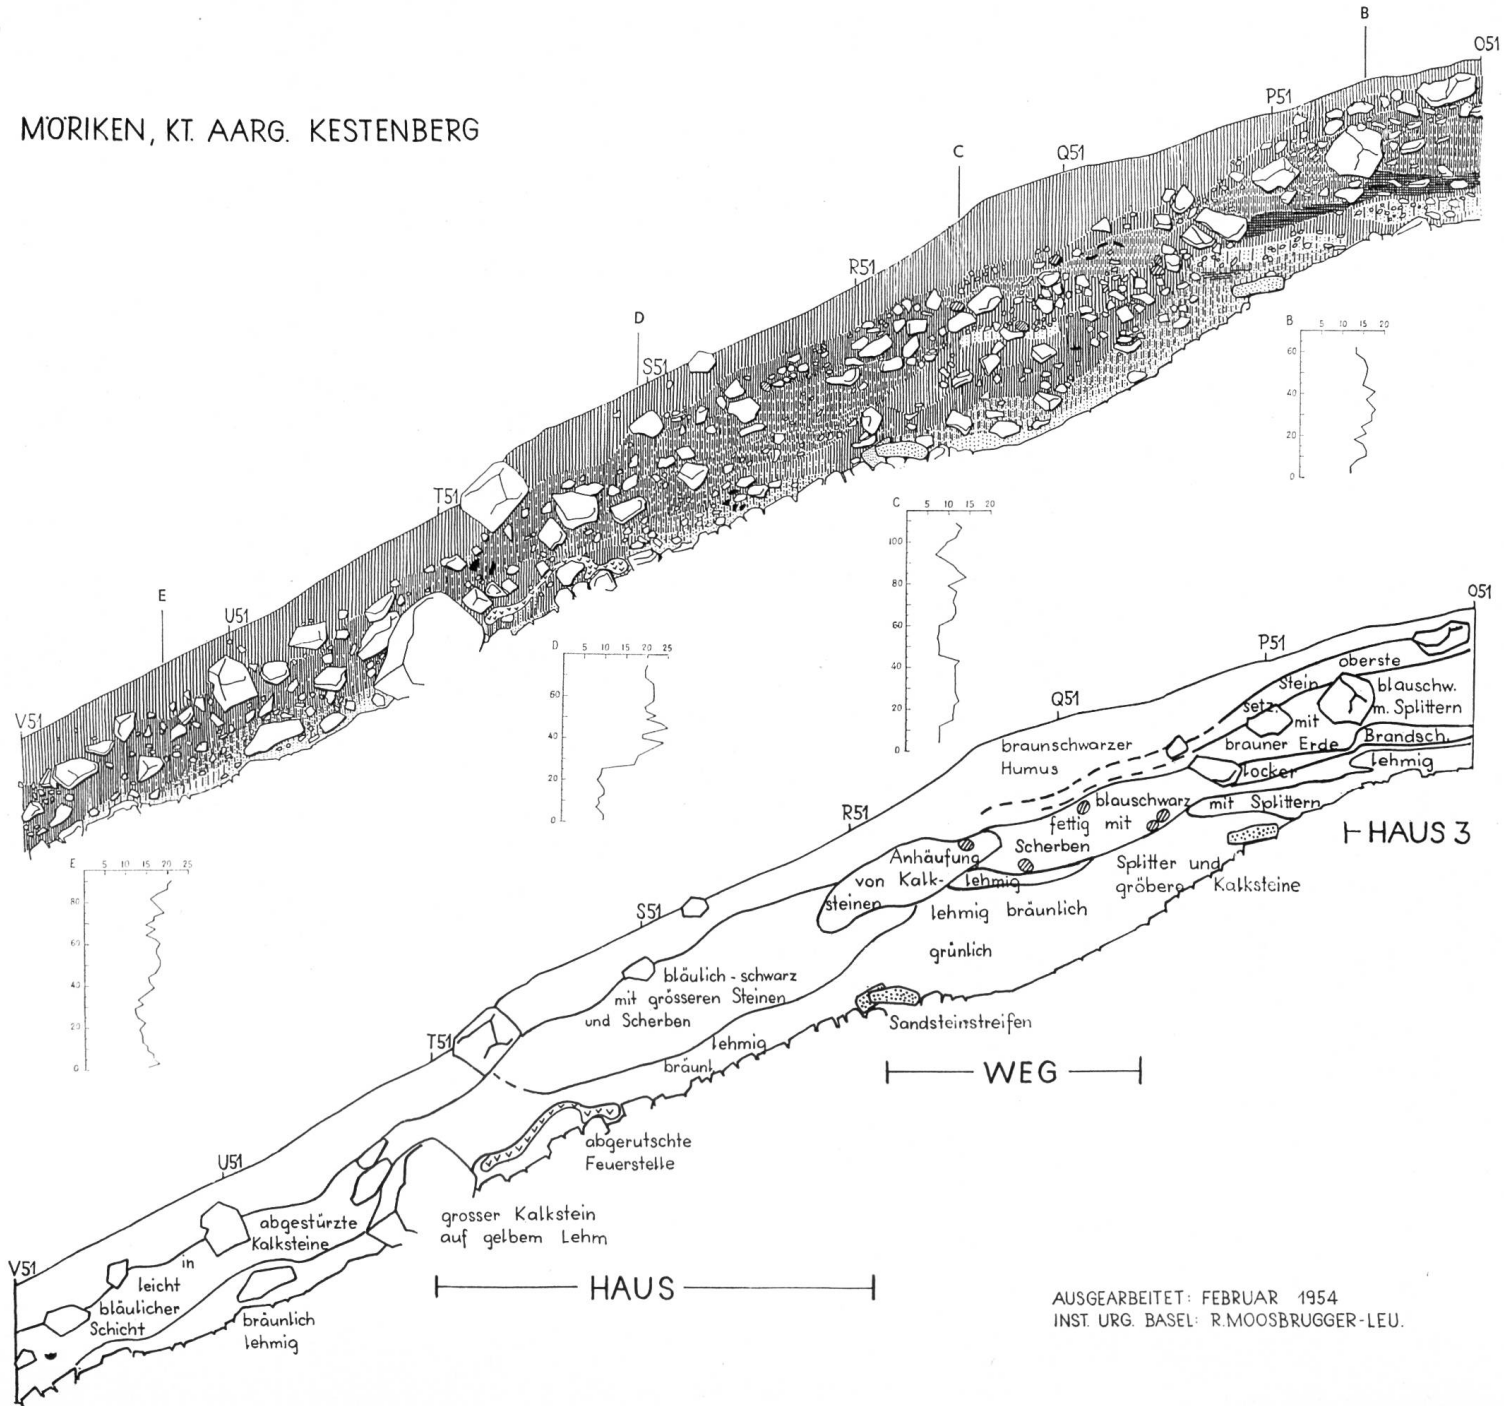 B
O51
P51
MÖRIKEN, KT. AARG. KESTENBERG
C
Q51
R51
D
S51
T51
E
U51
V51
B
5 10 15 20
60
40
20
0
C
5 10 15 20
100
80
60
40
20
0
D
5 10 15 20 25
60
40
20
0
E
5 10 15 20 25
80
60
40
20
0
O51
P51
Q51
R51
S51
T51
U51
V51
oberste
Stein
setz.
mit
brauner Erde
blauschw.
m. Splittern
Brandsch.
locker
lehmig
mit Splittern
braunschwarzer
Humus
blauschwarz
fettig mit
Scherben
HAUS 3
Anhäufung
von Kalk-
steinen
lehmig
Splitter und
gröbere Kalksteine
lehmig bräunlich
grünlich
bläulich-schwarz
mit grösseren Steinen
und Scherben
Sandsteinstreifen
lehmig
bräunl.
WEG
abgerutschte
Feuerstelle
grosser Kalkstein
auf gelbem Lehm
abgestürzte
Kalksteine
in
leicht
bläulicher
Schicht
bräunlich
lehmig
HAUS
AUSGEARBEITET: FEBRUAR 1954
INST. URG. BASEL: R.MOOSBRUGGER-LEU.